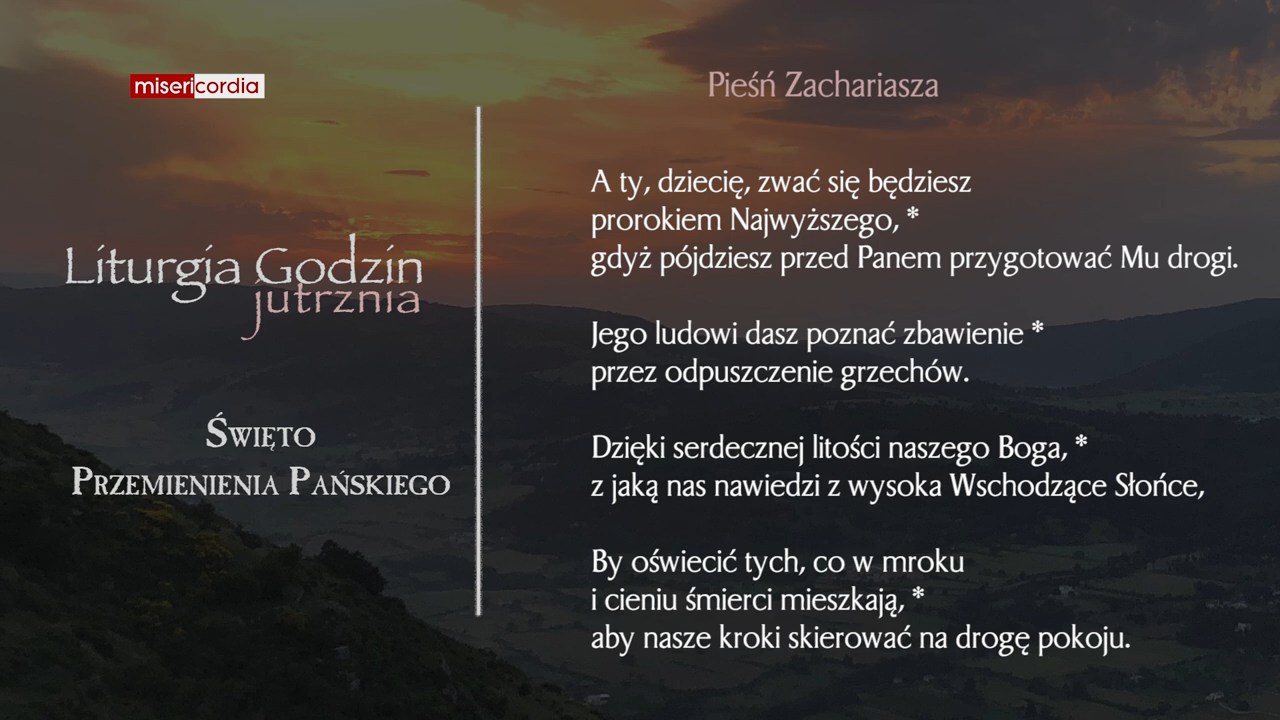 misericordia
Liturgia Godzin
jutrznia
Święto
Przemienienia Pańskiego
Pieśń Zachariasza
A ty, dziecię, zwać się będziesz
prorokiem Najwyższego, *
gdyż pójdziesz przed Panem przygotować Mu drogi.
Jego ludowi dasz poznać zbawienie *
przez odpuszczenie grzechów.
Dzięki serdecznej litości naszego Boga, *
z jaką nas nawiedzi z wysoka Wschodzące Słońce,
By oświecić tych, co w mroku
i cieniu śmierci mieszkają, *
aby nasze kroki skierować na drogę pokoju.